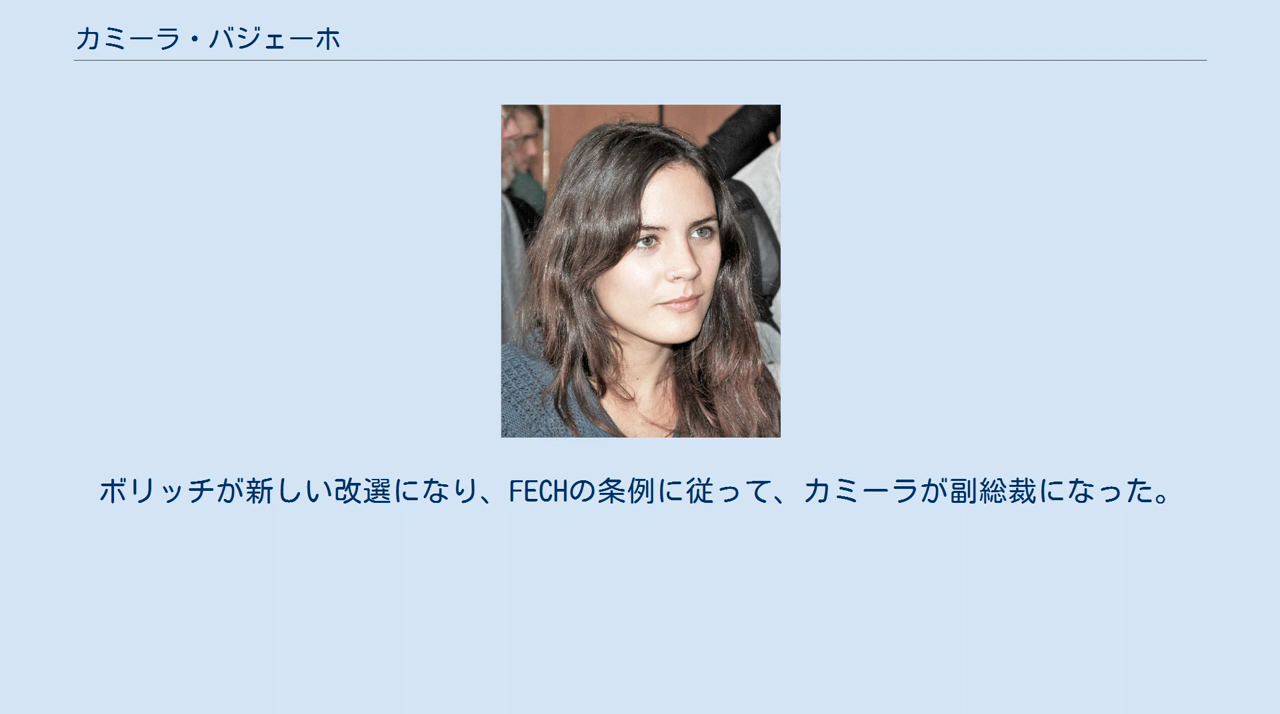 カミーラ・バジェーホ
ボリッチが新しい改選になり、FECHの条例に従って、カミーラが副総裁になった。